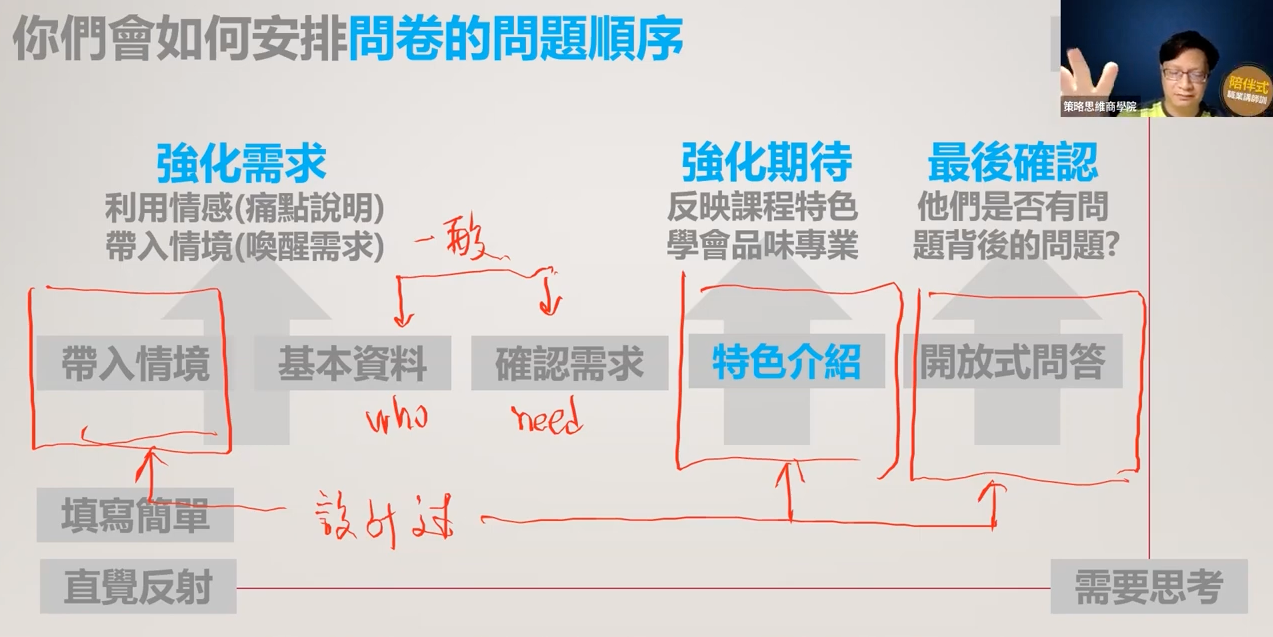 你們會如何安排問卷的問題順序
陪伴式
職業講師訓
策略思維商學院
強化需求
利用情感(痛點說明)
帶入情境(喚醒需求)
強化期待
反映課程特色
學會品味專業
最後確認
他們是否有問
題背後的問題?
一般
帶入情境
基本資料
確認需求
特色介紹
開放式問答
who
need
填寫簡單
設計过
直覺反射
需要思考